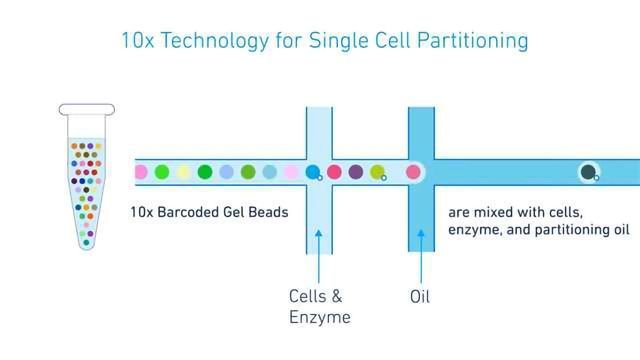 10x Technology for Single Cell Partitioning
10x Barcoded Gel Beads
are mixed with cells,
enzyme, and partitioning oil
Cells &
Enzyme
Oil